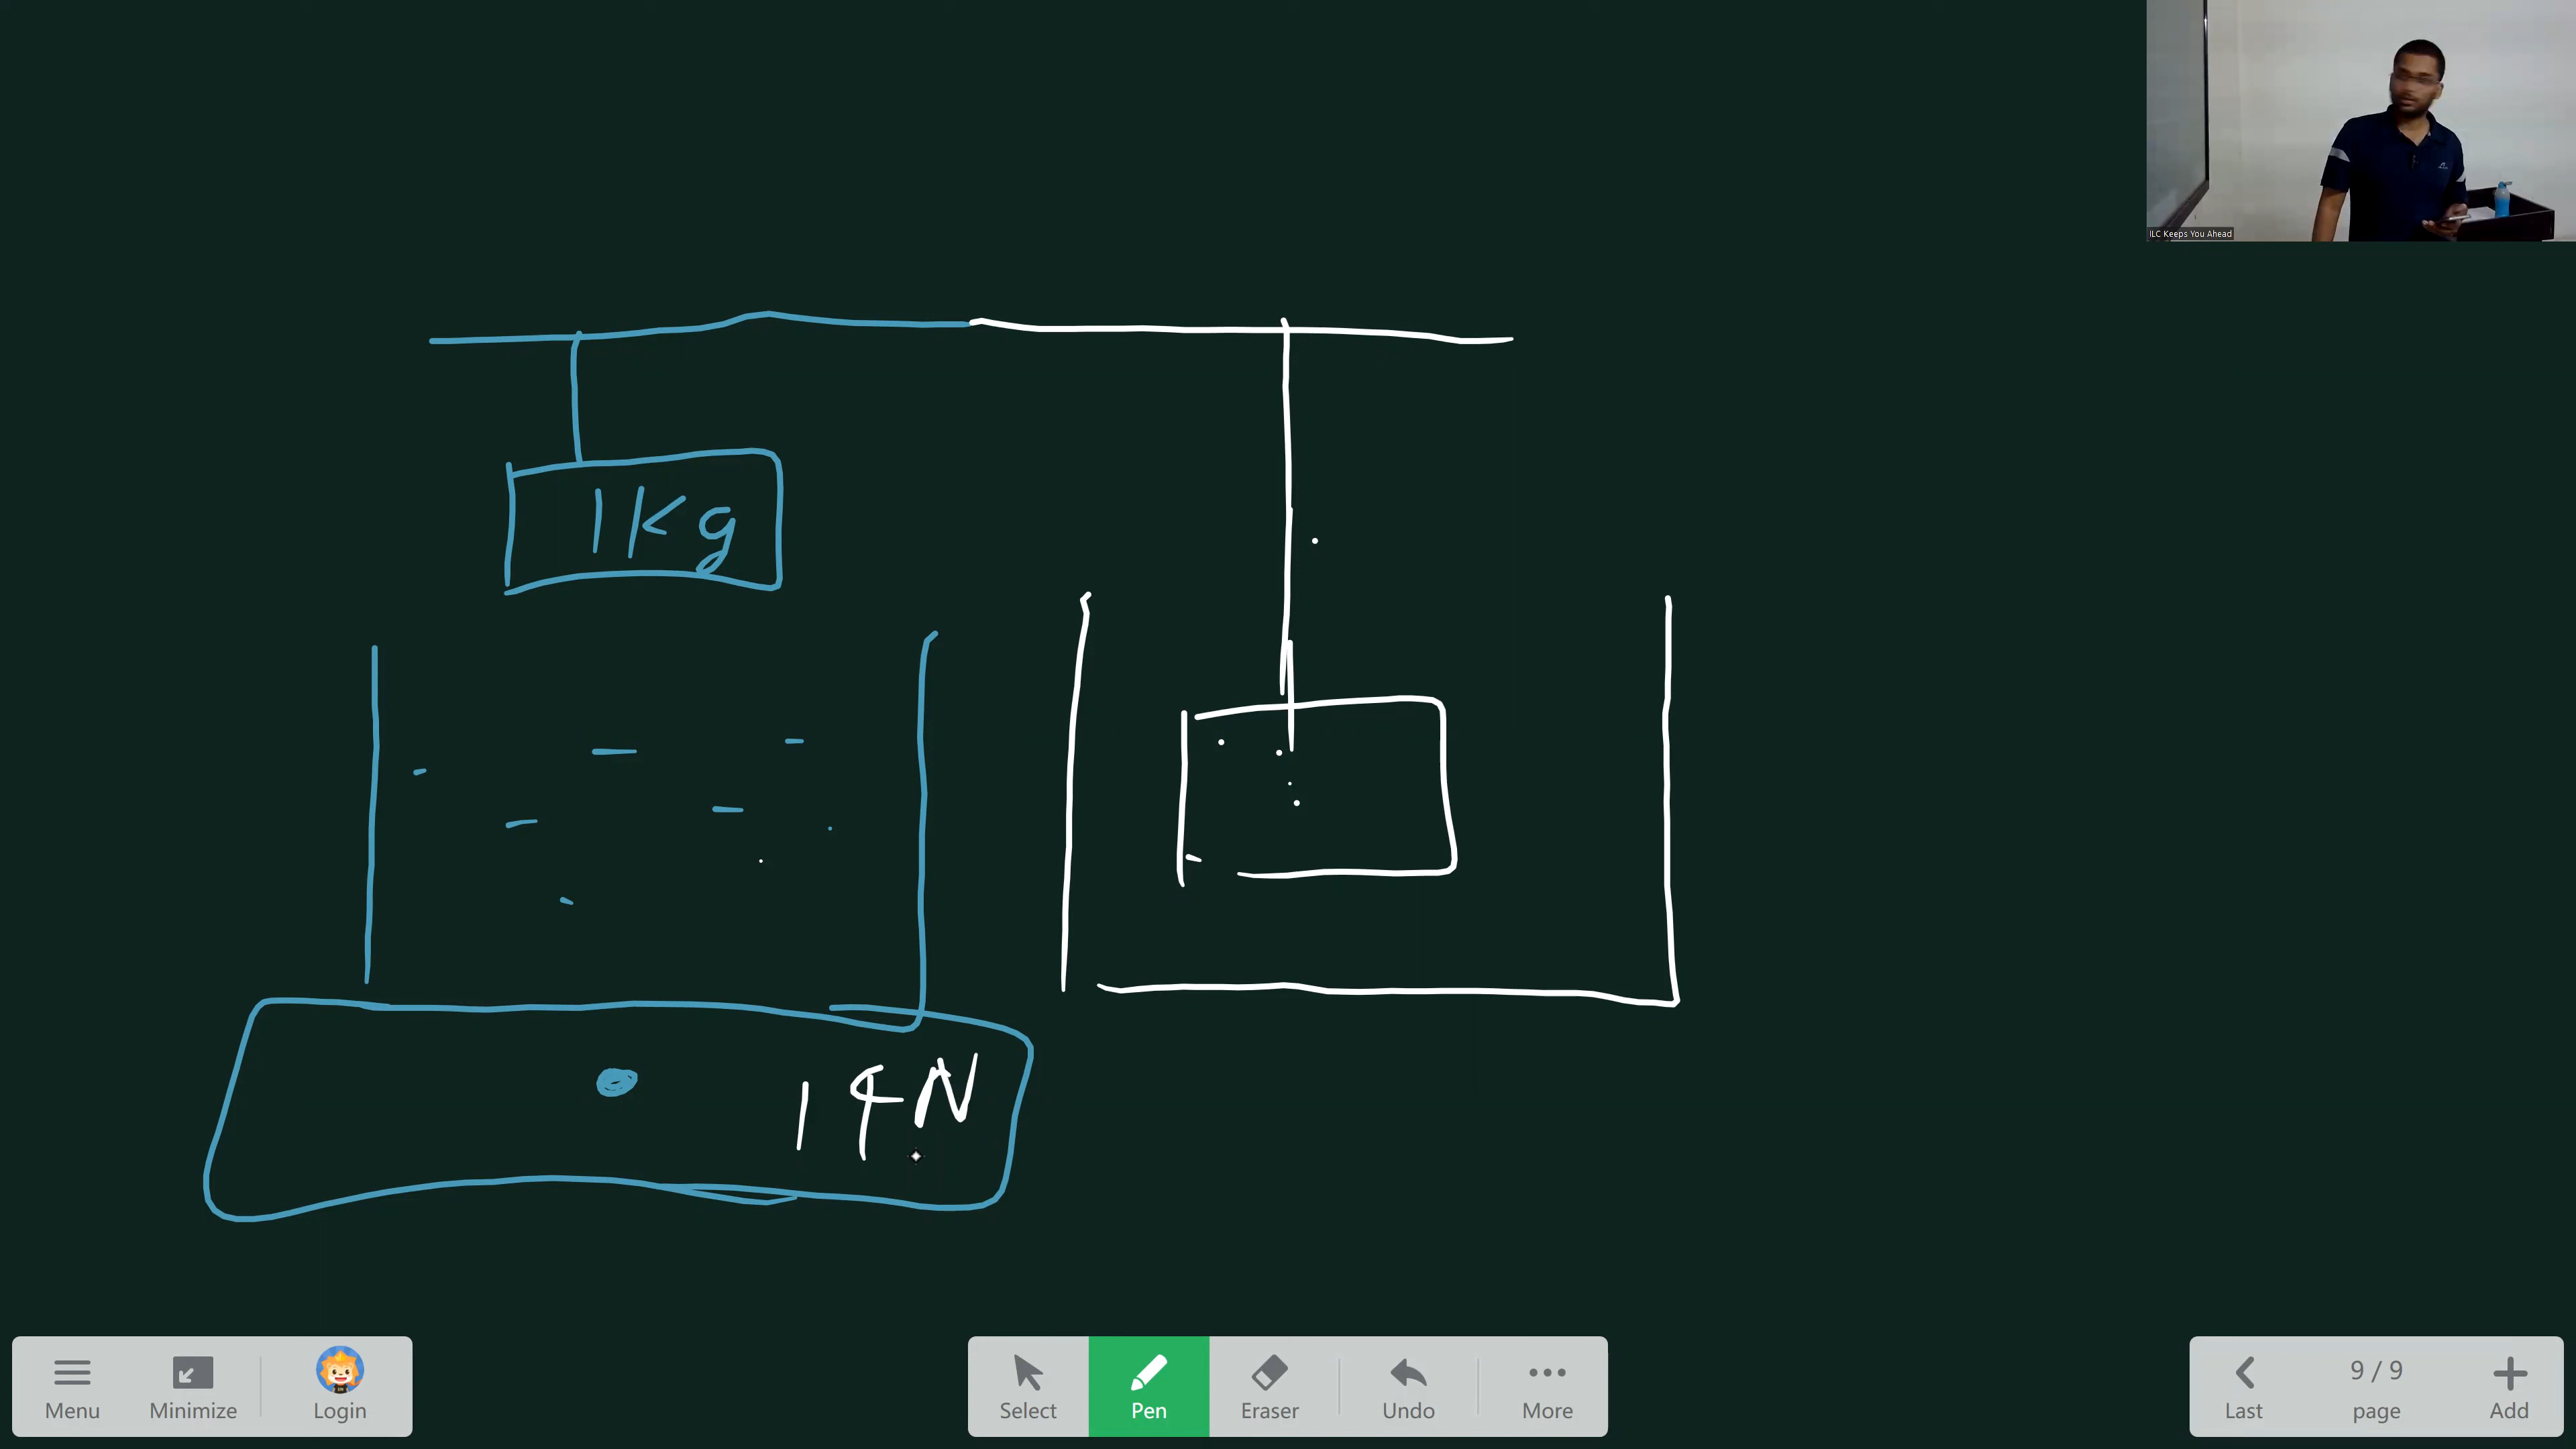 ILC Keeps You Ahead
1Kg
14N
Menu
Minimize
Login
Select
Pen
Eraser
Undo
More
Last
9 / 9
page
Add